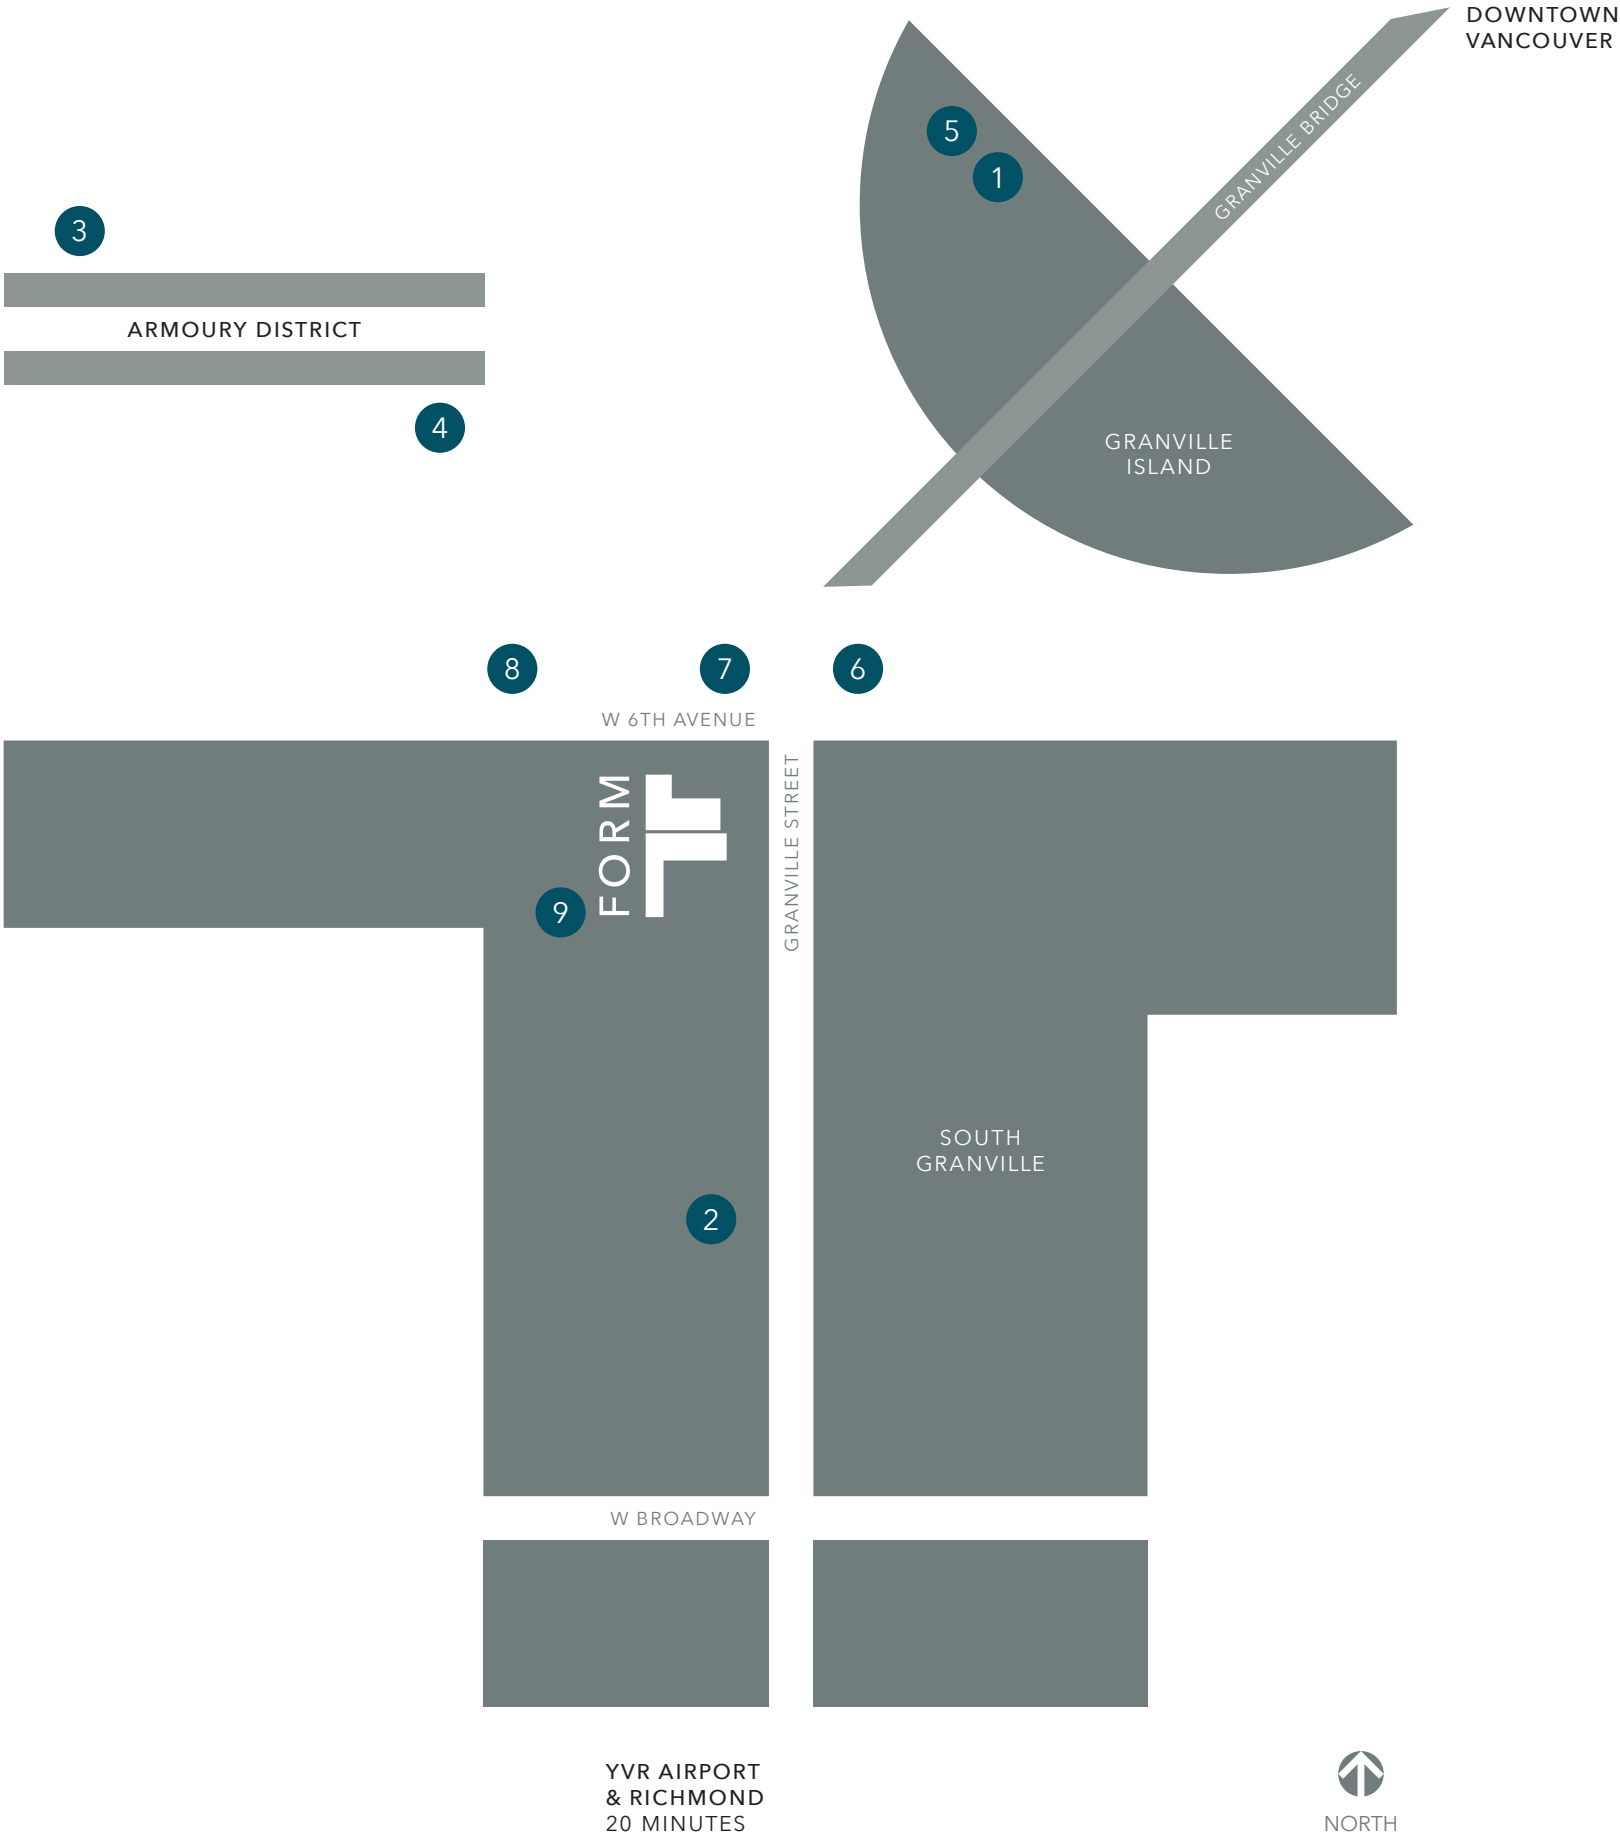 DOWNTOWN
VANCOUVER
GRANVILLE BRIDGE
5
1
3
ARMOURY DISTRICT
4
GRANVILLE
ISLAND
8
7
6
W 6TH AVENUE
FORM
GRANVILLE STREET
9
SOUTH
GRANVILLE
2
W BROADWAY
YVR AIRPORT
& RICHMOND
20 MINUTES
NORTH